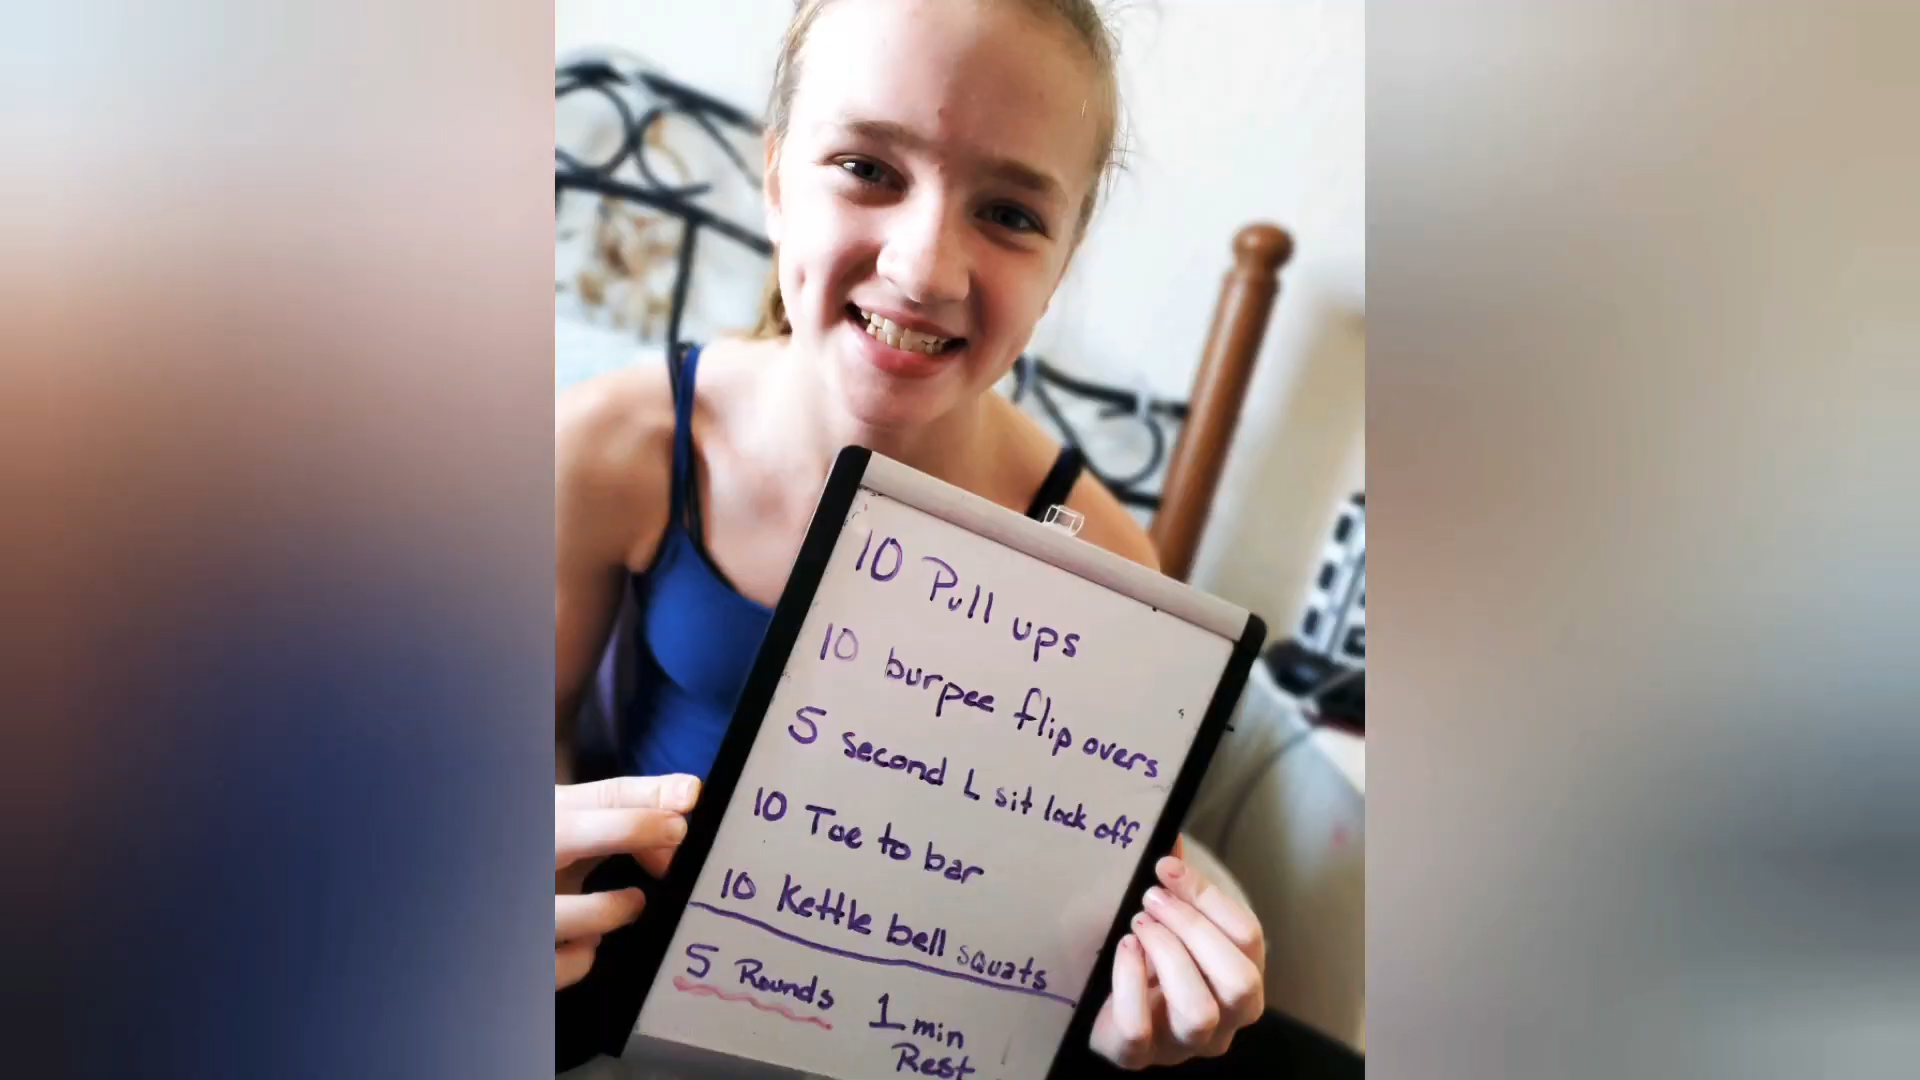 10 Pull ups
10 burpee flip overs
5 second L sit lock off
10 Toe to bar
10 Kettle bell squats
5 Rounds 1 min
Rest